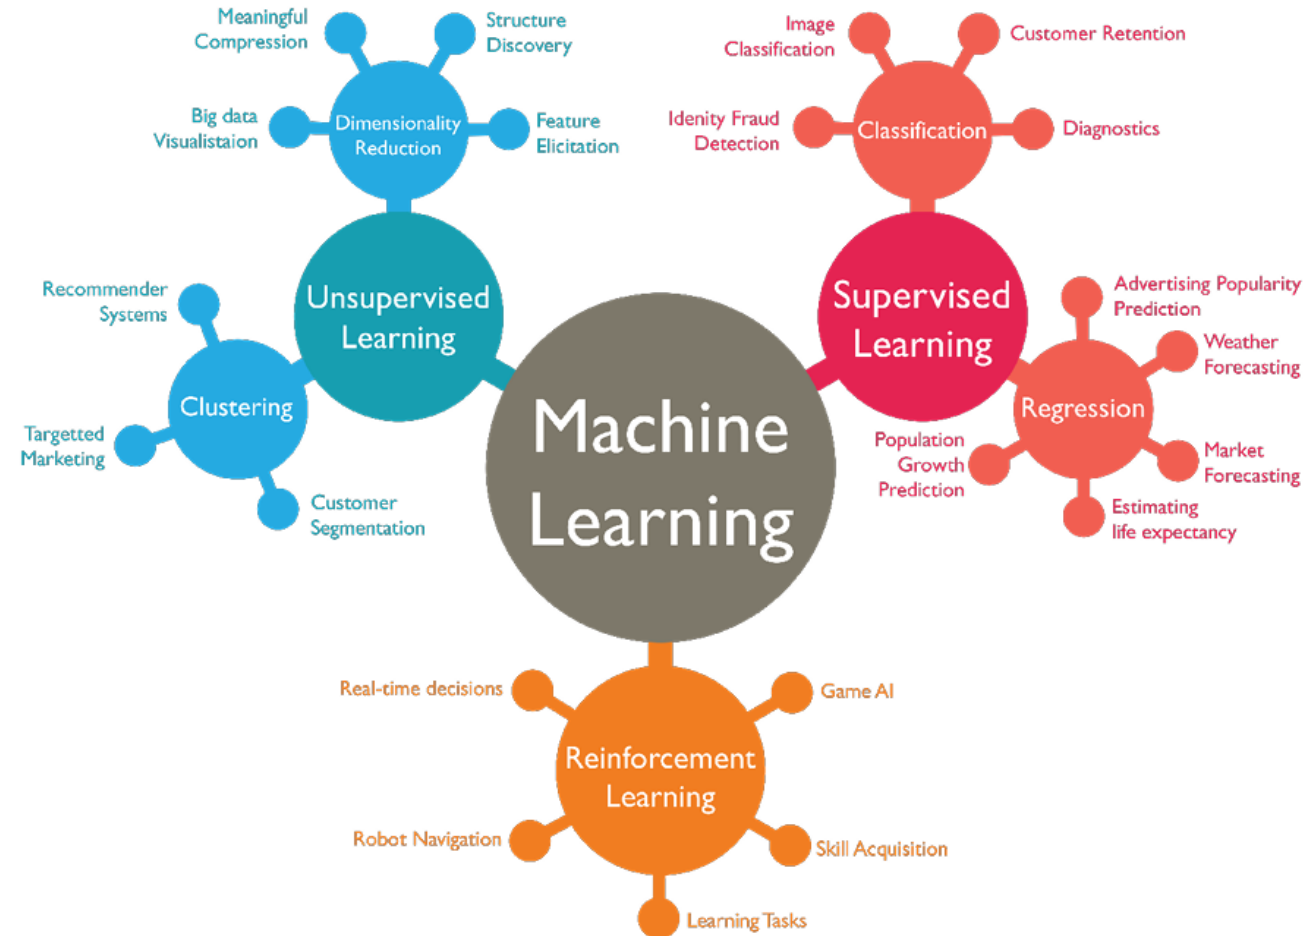 Meaningful
Compression
Structure
Discovery
Big data
Visualistaion
Dimensionality
Reduction
Feature
Elicitation
Image
Classification
Customer Retention
Idenity Fraud
Detection
Classification
Diagnostics
Unsupervised
Learning
Recommender
Systems
Clustering
Targetted
Marketing
Customer
Segmentation
Supervised
Learning
Advertising Popularity
Prediction
Weather
Forecasting
Regression
Population
Growth
Prediction
Market
Forecasting
Estimating
life expectancy
Machine
Learning
Real-time decisions
Game AI
Reinforcement
Learning
Robot Navigation
Skill Acquisition
Learning Tasks